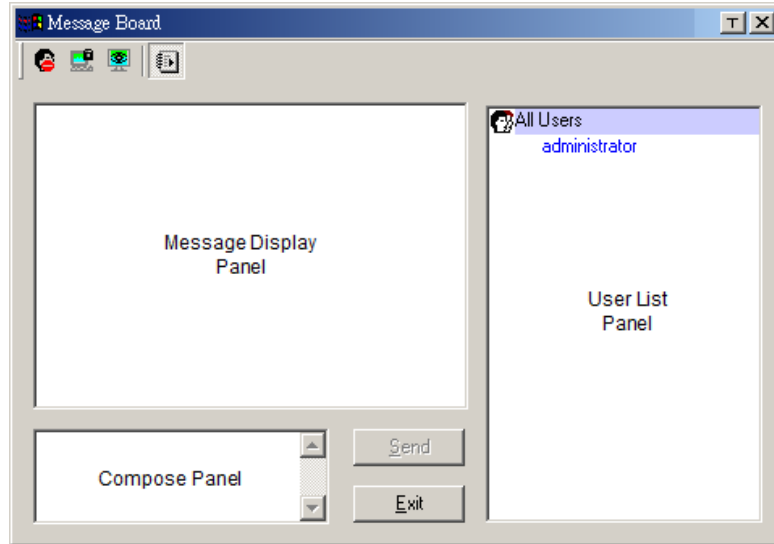 Message Board
T X
All Users
administrator
Message Display
Panel
User List
Panel
Compose Panel
Send
Exit